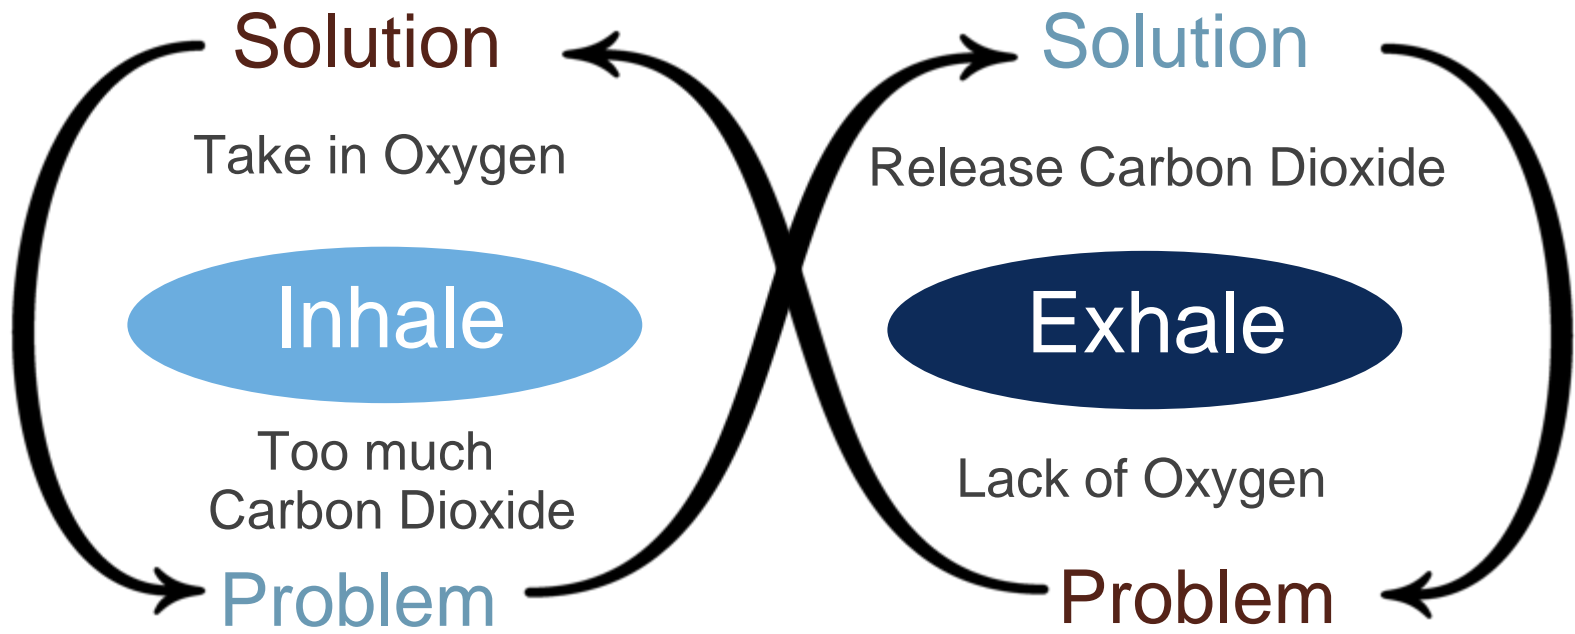 Solution
Take in Oxygen
Inhale
Too much
Carbon Dioxide
Problem
Solution
Release Carbon Dioxide
Exhale
Lack of Oxygen
Problem